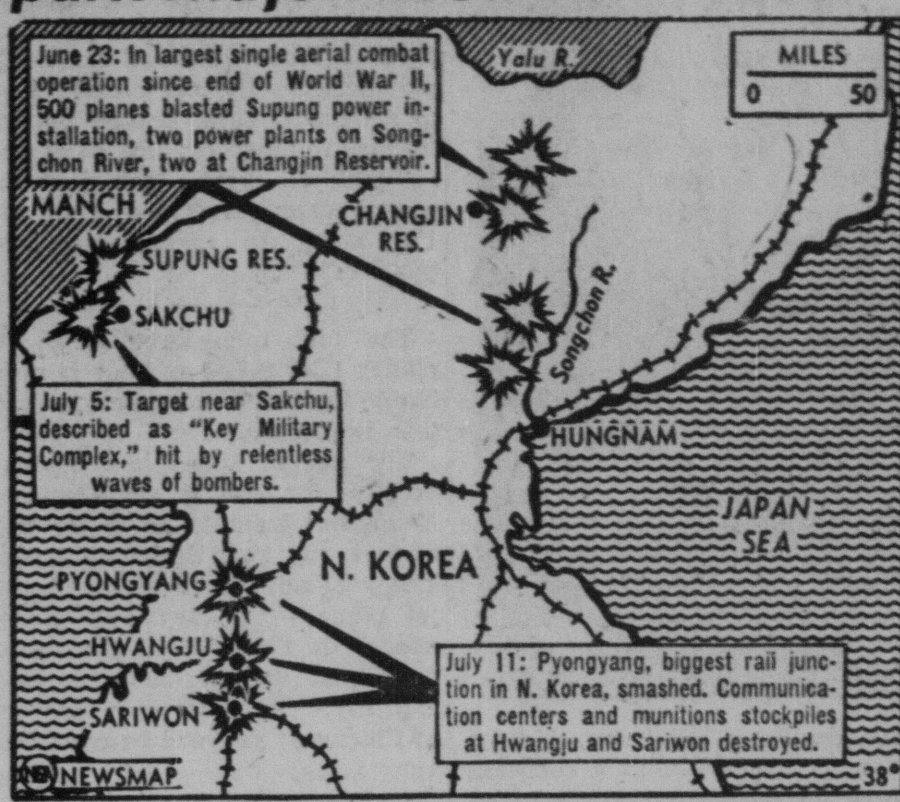 June 23: In largest single aerial combat
operation since end of World War II,
500 planes blasted Supung power in-
stallation, two power plants on Song-
chon River, two at Changjin Reservoir.
Yalu R.
MILES
0 50
MANCH
CHANGJIN
RES.
SUPUNG RES.
SAKCHU
Songchon R.
July 5: Target near Sakchu,
described as "Key Military
Complex," hit by relentless
waves of bombers.
HUNGNAM
JAPAN
SEA
N. KOREA
PYONGYANG
HWANGJU
SARIWON
July 11: Pyongyang, biggest rail junc-
tion in N. Korea, smashed. Communica-
tion centers and munitions stockpiles
at Hwangju and Sariwon destroyed.
NEWSMAP
38°